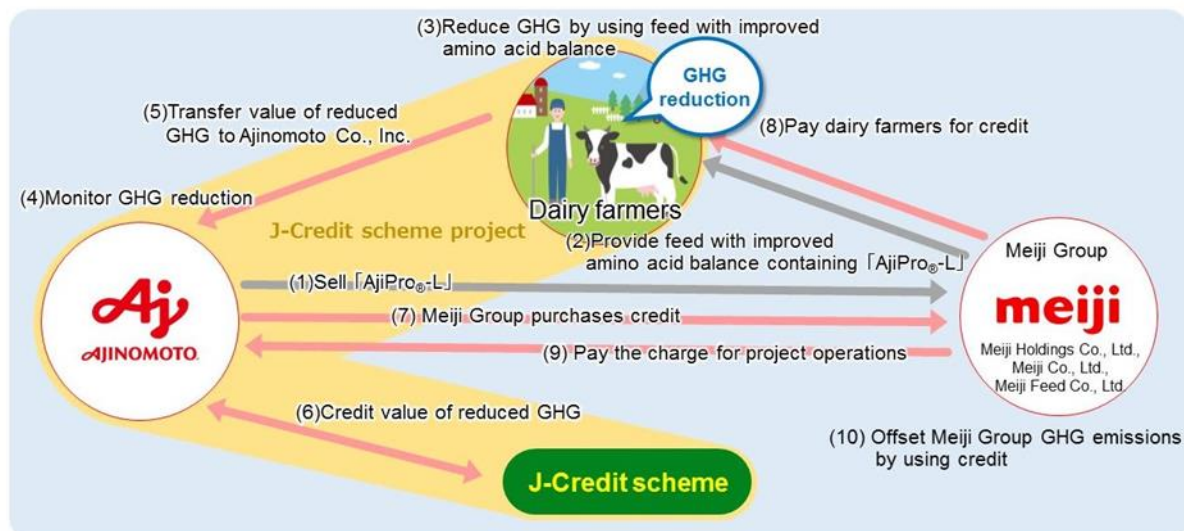 (3)Reduce GHG by using feed with improved
amino acid balance
GHG
reduction
(5)Transfer value of reduced
GHG to Ajinomoto Co., Inc.
(8)Pay dairy farmers for credit
(4)Monitor GHG reduction
Dairy farmers
J-Credit scheme project
(2)Provide feed with improved
amino acid balance containing「AjiPro®-L」
Meiji Group
(1)Sell「AjiPro®-L」
Aj
AJINOMOTO
meiji
(7) Meiji Group purchases credit
(9) Pay the charge for project operations
Meiji Holdings Co., Ltd.,
Meiji Co., Ltd.,
Meiji Feed Co., Ltd.
(6)Credit value of reduced GHG
(10) Offset Meiji Group GHG emissions
by using credit
J-Credit scheme